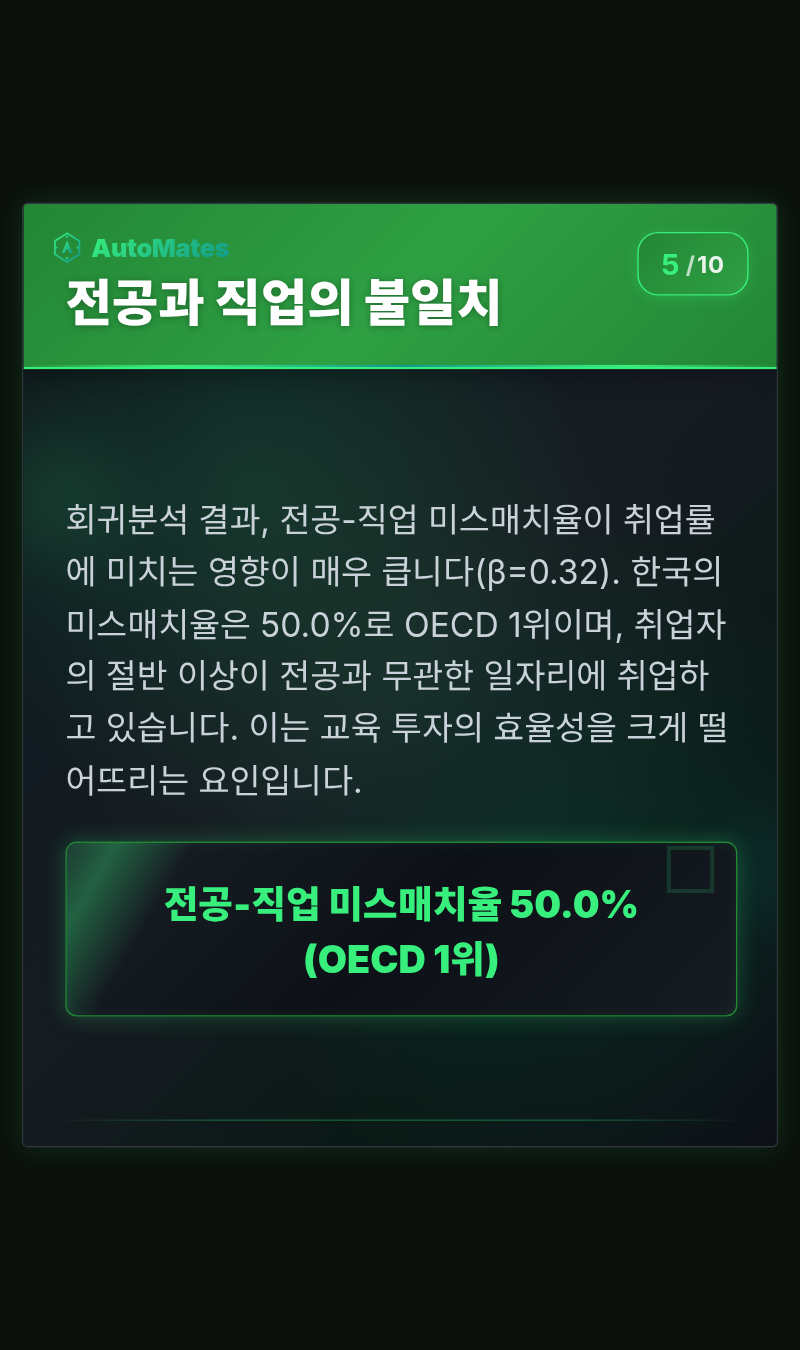 AutoMates
5 /10
전공과 직업의 불일치
회귀분석 결과, 전공-직업 미스매치율이 취업률
에 미치는 영향이 매우 큽니다(β=0.32). 한국의
미스매치율은 50.0%로 OECD 1위이며, 취업자
의 절반 이상이 전공과 무관한 일자리에 취업하
고 있습니다. 이는 교육 투자의 효율성을 크게 떨
어뜨리는 요인입니다.
전공-직업 미스매치율 50.0%
(OECD 1위)